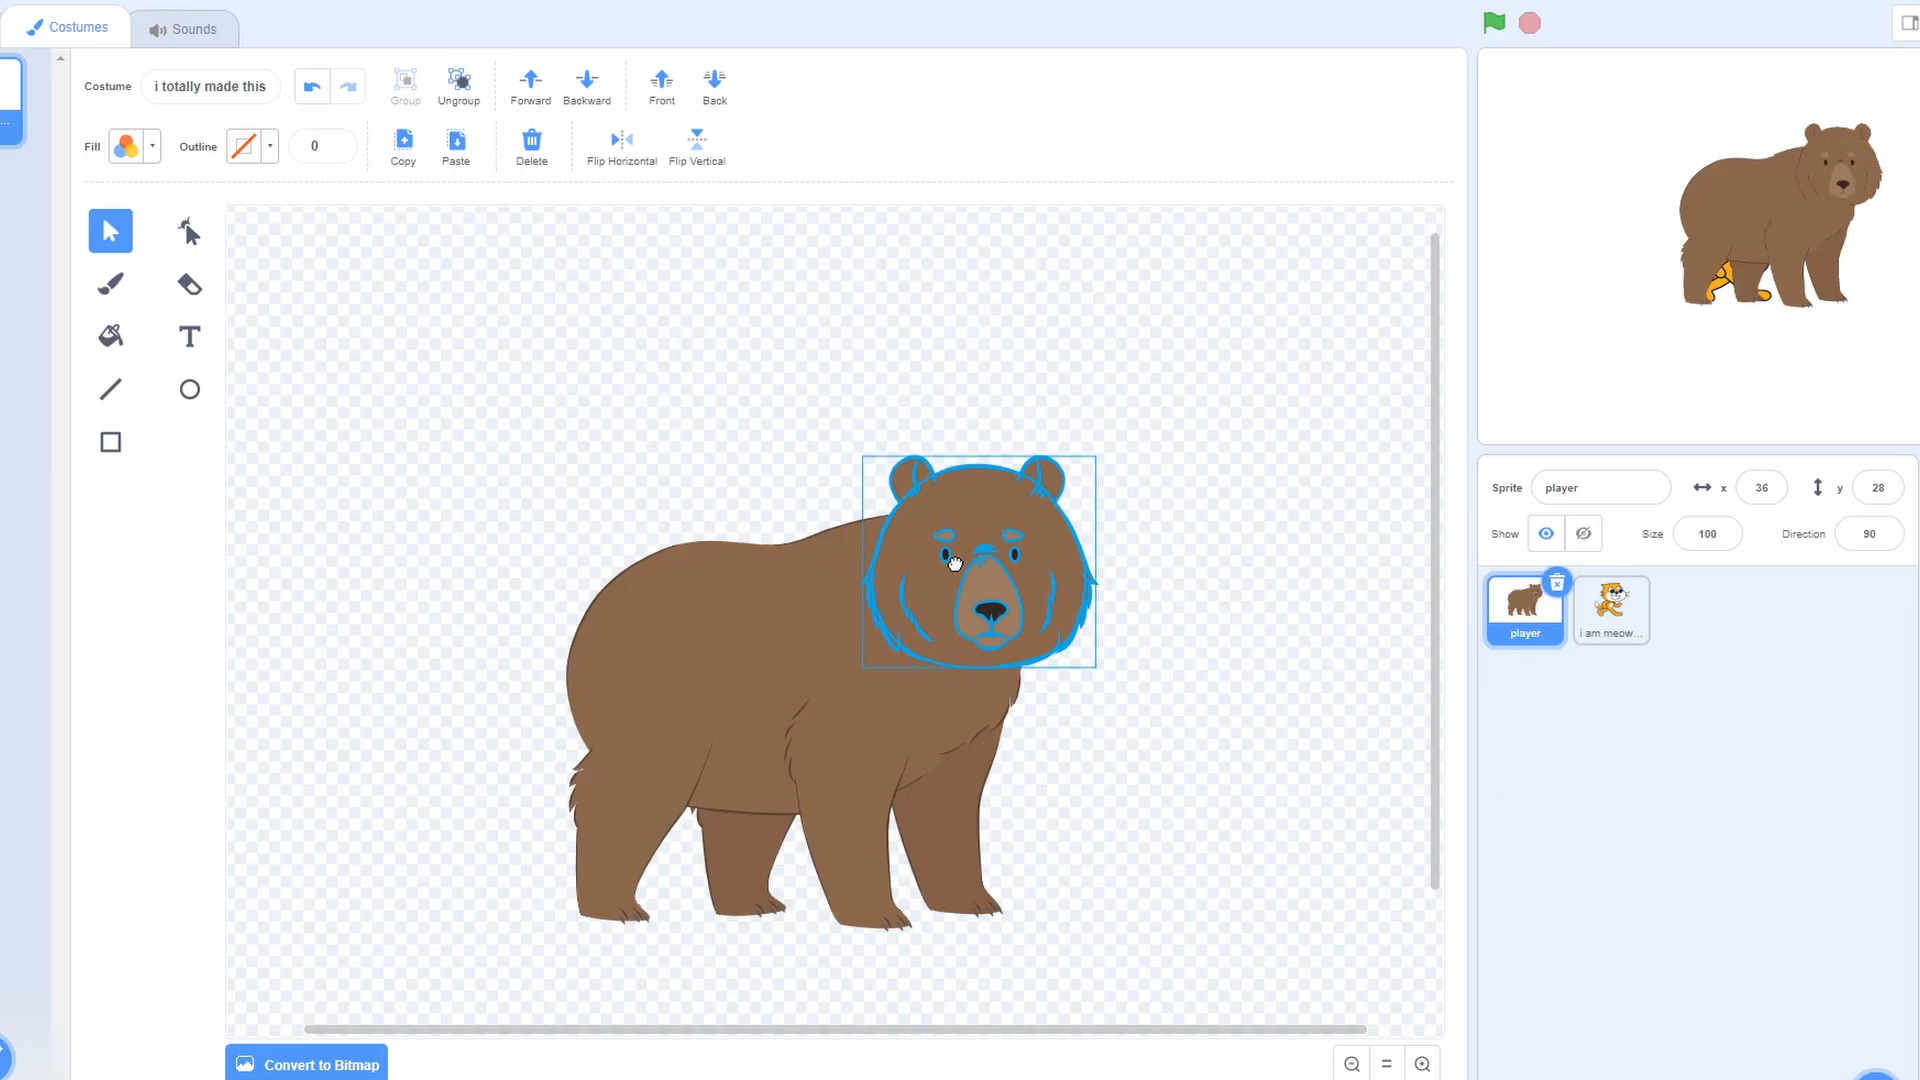 Costumes
Sounds
Costume
i totally made this
Group
Ungroup
Forward
Backward
Front
Back
Fill
Outline
0
Copy
Paste
Delete
Flip Horizontal
Flip Vertical
Sprite
player
x
36
y
28
Show
Size
100
Direction
90
player
i am meow...
...
Convert to Bitmap